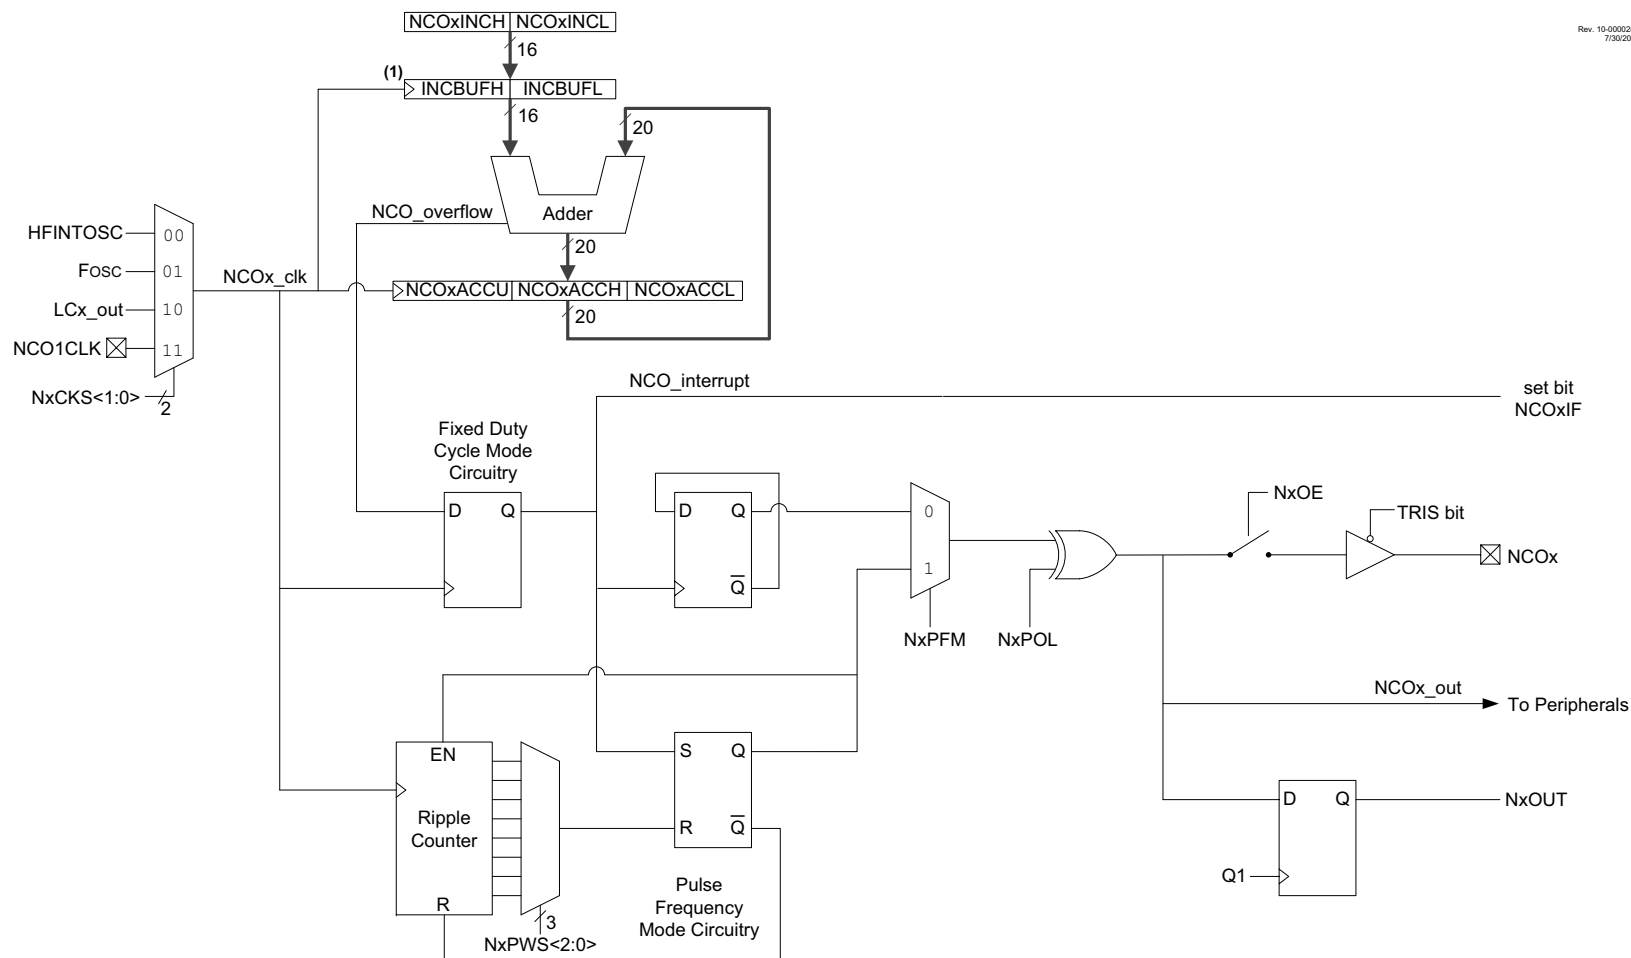 NCOxINCH NCOxINCL
Rev. 10-00002
7/30/20
16
(1)
INCBUFH INCBUFL
16
20
NCO_overflow
Adder
HFINTOSC
00
20
FOSC
01
NCOx_clk
NCOxACCU NCOxACCH NCOxACCL
LCx_out
10
20
NCO1CLK
11
NxCKS<1:0>
2
NCO_interrupt
set bit
NCOxIF
Fixed Duty
Cycle Mode
Circuitry
D Q
D Q
Q
0
1
NxPFM
NxPOL
NxOE
TRIS bit
NCOx
NCOx_out
To Peripherals
EN
Ripple
Counter
R
3
NxPWS<2:0>
S Q
R Q
Pulse
Frequency
Mode Circuitry
D Q
NxOUT
Q1